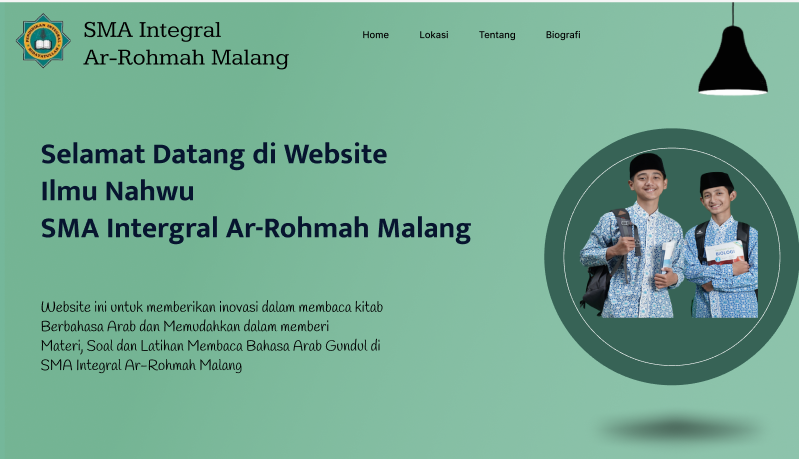 SMA Integral
Ar-Rohmah Malang
Home
Lokasi
Tentang
Biografi
Selamat Datang di Website
Ilmu Nahwu
SMA Intergral Ar-Rohmah Malang
Website ini untuk memberikan inovasi dalam membaca kitab
Berbahasa Arab dan Memudahkan dalam memberi
Materi, Soal dan Latihan Membaca Bahasa Arab Gundul di
SMA Integral Ar-Rohmah Malang
BIOLOGI